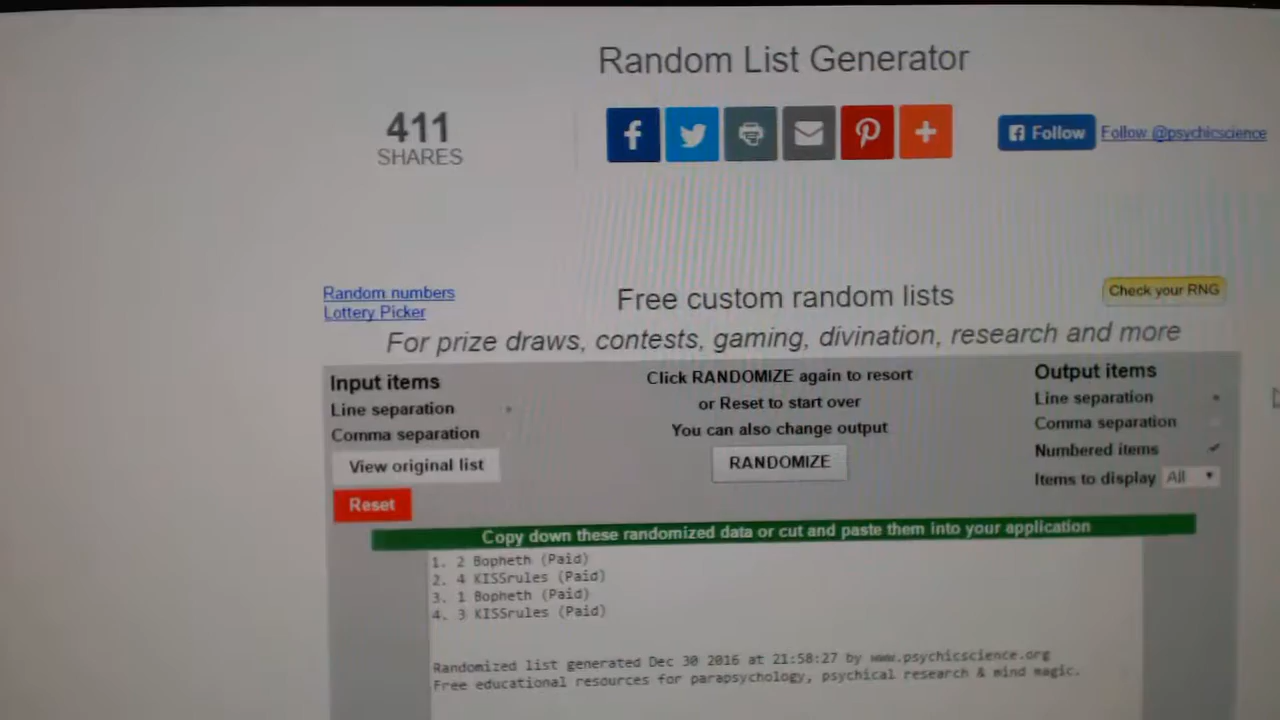 Random List Generator
411
SHARES
Follow
Follow @psychicscience
Random numbers
Lottery Picker
Free custom random lists
Check your RNG
For prize draws, contests, gaming, divination, research and more
Input items
Line separation
Comma separation
View original list
Reset
Click RANDOMIZE again to resort
or Reset to start over
You can also change output
RANDOMIZE
Output items
Line separation
Comma separation
Numbered items
Items to display All
Copy down these randomized data or cut and paste them into your application
1. 2 Bopheth (Paid)
2. 4 KISSrules (Paid)
3. 1 Bopheth (Paid)
4. 3 KISSrules (Paid)
Randomized list generated Dec 30 2016 at 21:58:27 by www.psychicscience.org
Free educational resources for parapsychology, psychical research & mind magic.